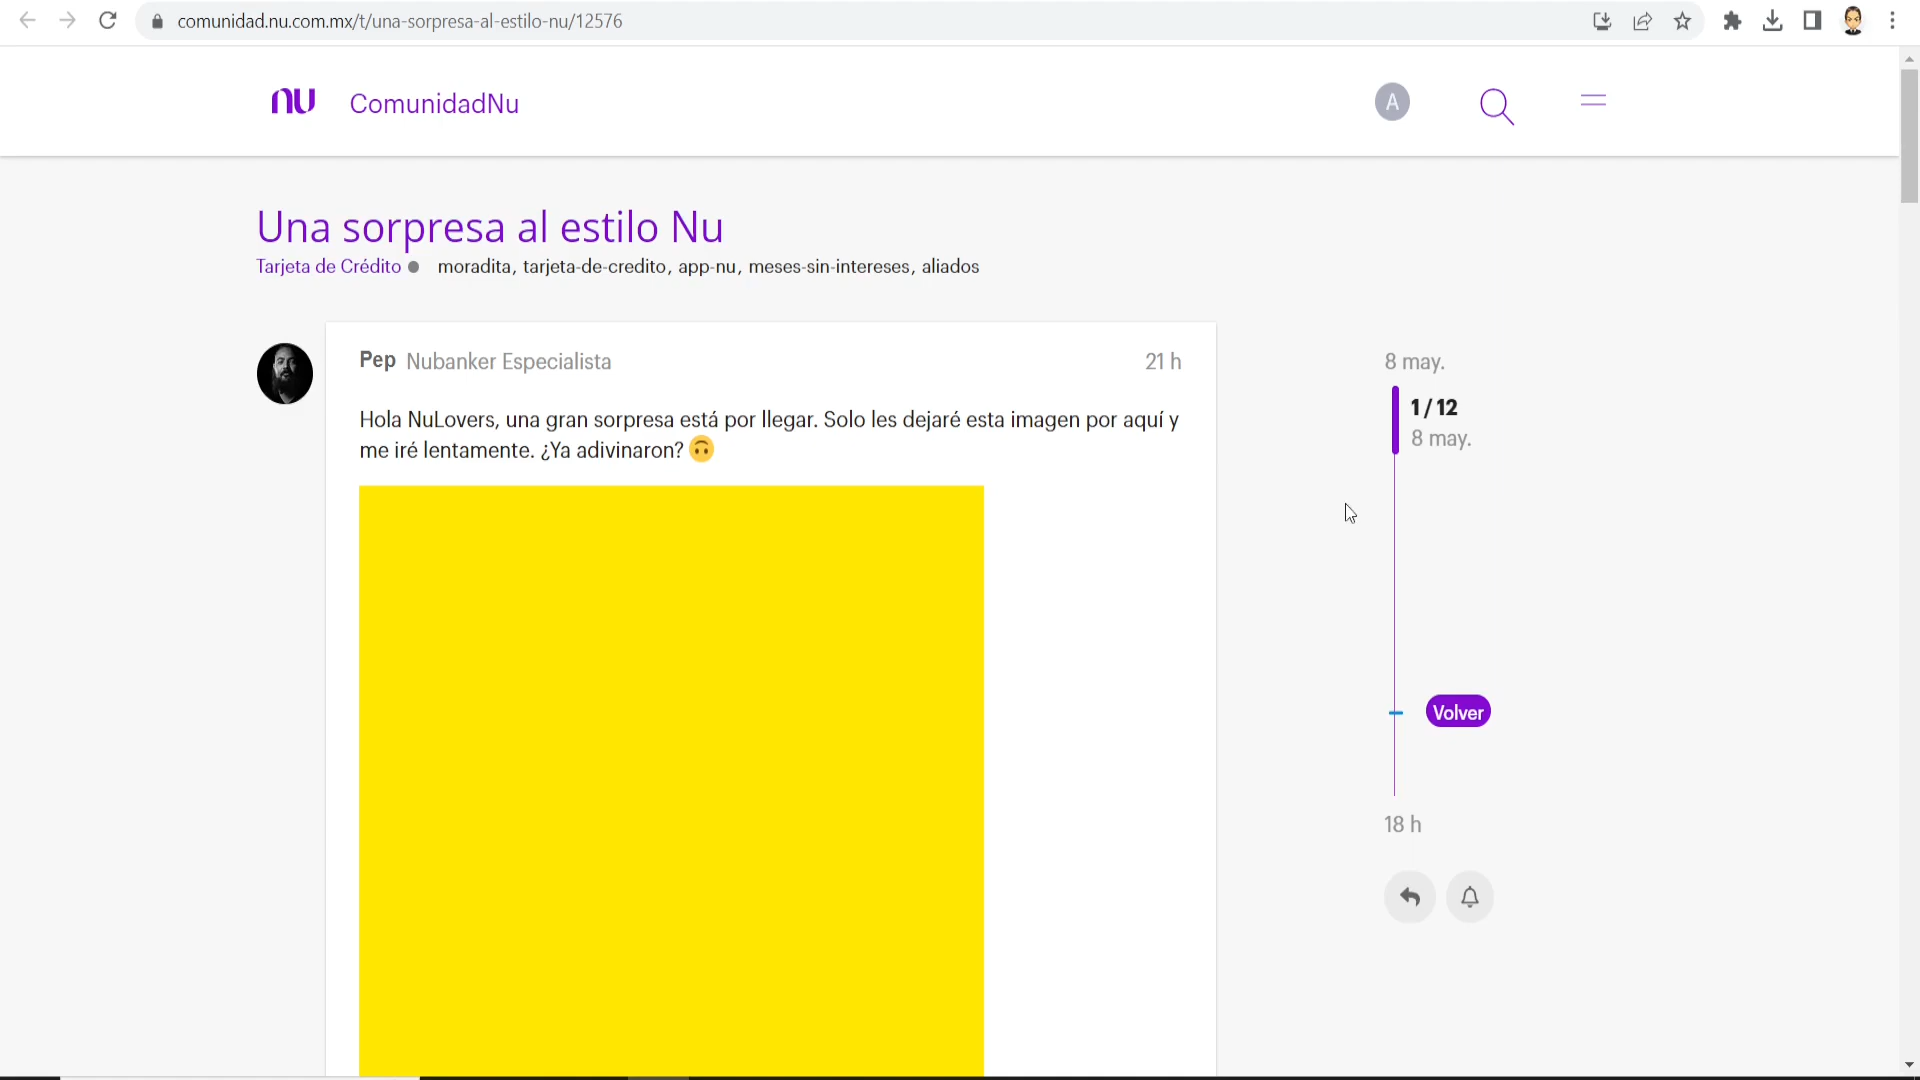 comunidad.nu.com.mx/t/una-sorpresa-al-estilo-nu/12576
nu ComunidadNu
A
Una sorpresa al estilo Nu
Tarjeta de Crédito moradita, tarjeta-de-credito, app-nu, meses-sin-intereses, aliados
Pep Nubanker Especialista 21 h
Hola NuLovers, una gran sorpresa está por llegar. Solo les dejaré esta imagen por aquí y
me iré lentamente. ¿Ya adivinaron? 🙃
8 may.
1 / 12
8 may.
Volver
18 h